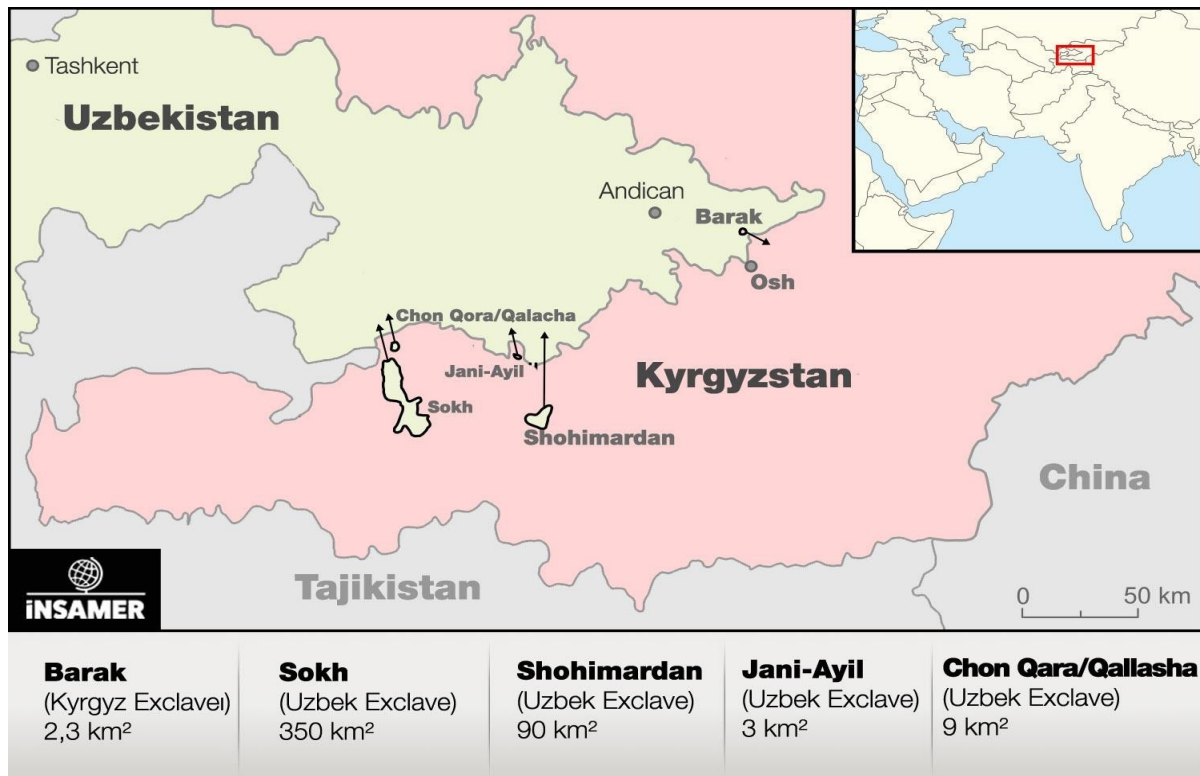 Tashkent
Uzbekistan
Andican
Barak
Osh
Chon Qora/Qalacha
Jani-Ayil
Kyrgyzstan
Sokh
Shohimardan
China
Tajikistan
iNSAMER
0 50 km
Barak
(Kyrgyz Exclaveı)
2,3 km²
Sokh
(Uzbek Exclave)
350 km²
Shohimardan
(Uzbek Exclave)
90 km²
Jani-Ayil
(Uzbek Exclave)
3 km²
Chon Qara/Qallasha
(Uzbek Exclave)
9 km²